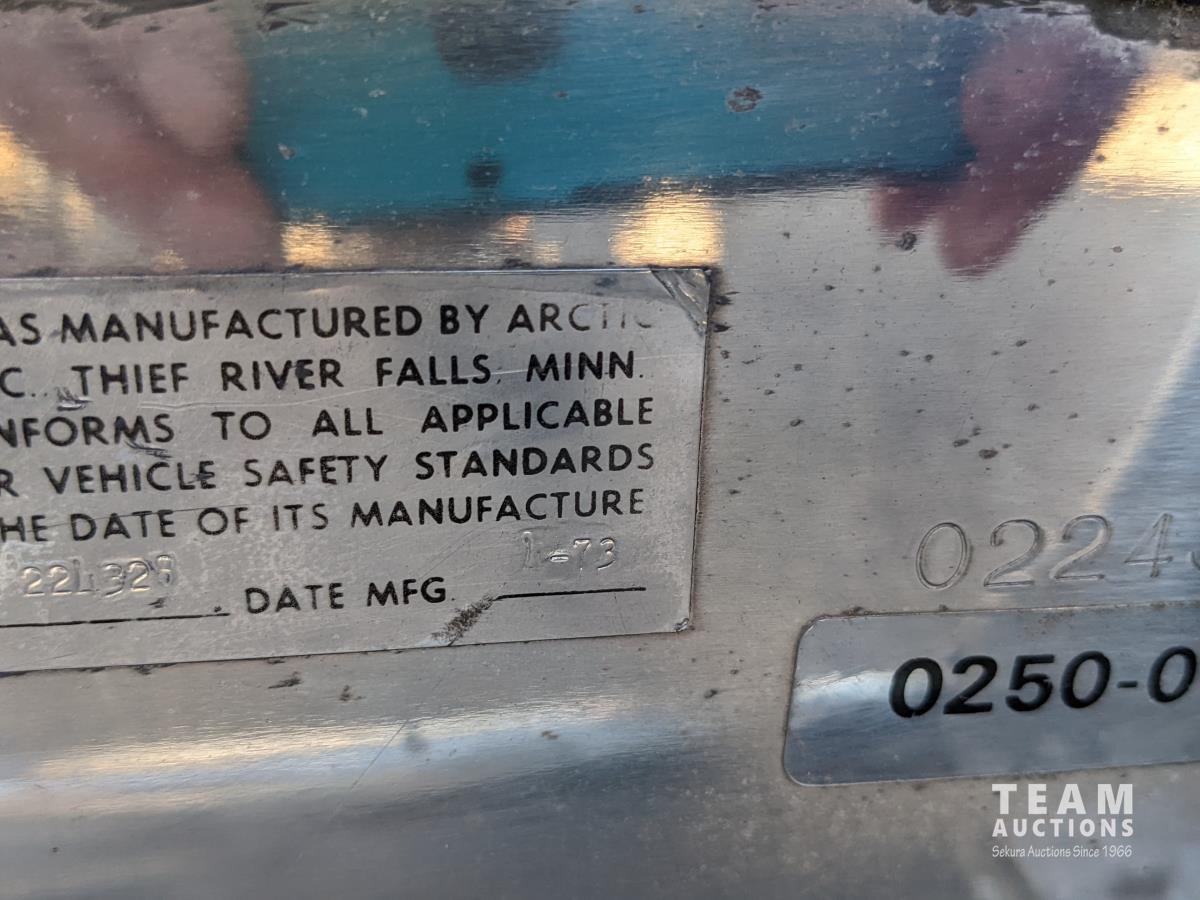 AS MANUFACTURED BY ARCTIC
C. THIEF RIVER FALLS, MINN.
NFORMS TO ALL APPLICABLE
R VEHICLE SAFETY STANDARDS
HE DATE OF ITS MANUFACTURE
DATE MFG. 1-73
0224
0250-0
TEAM
AUCTIONS
Sekura Auctions Since 1966